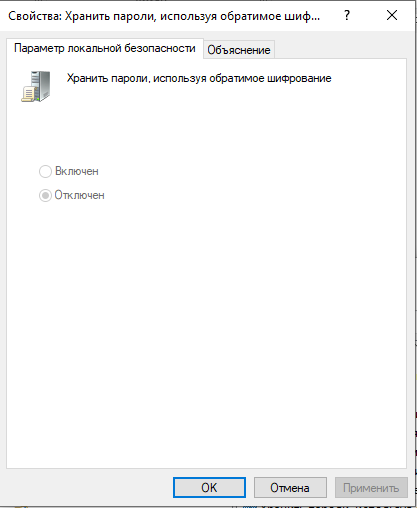 Свойства: Хранить пароли, используя обратимое шиф...
?
Параметр локальной безопасности
Объяснение
Хранить пароли, используя обратимое шифрование
Включен
Отключен
OK
Отмена
Применить